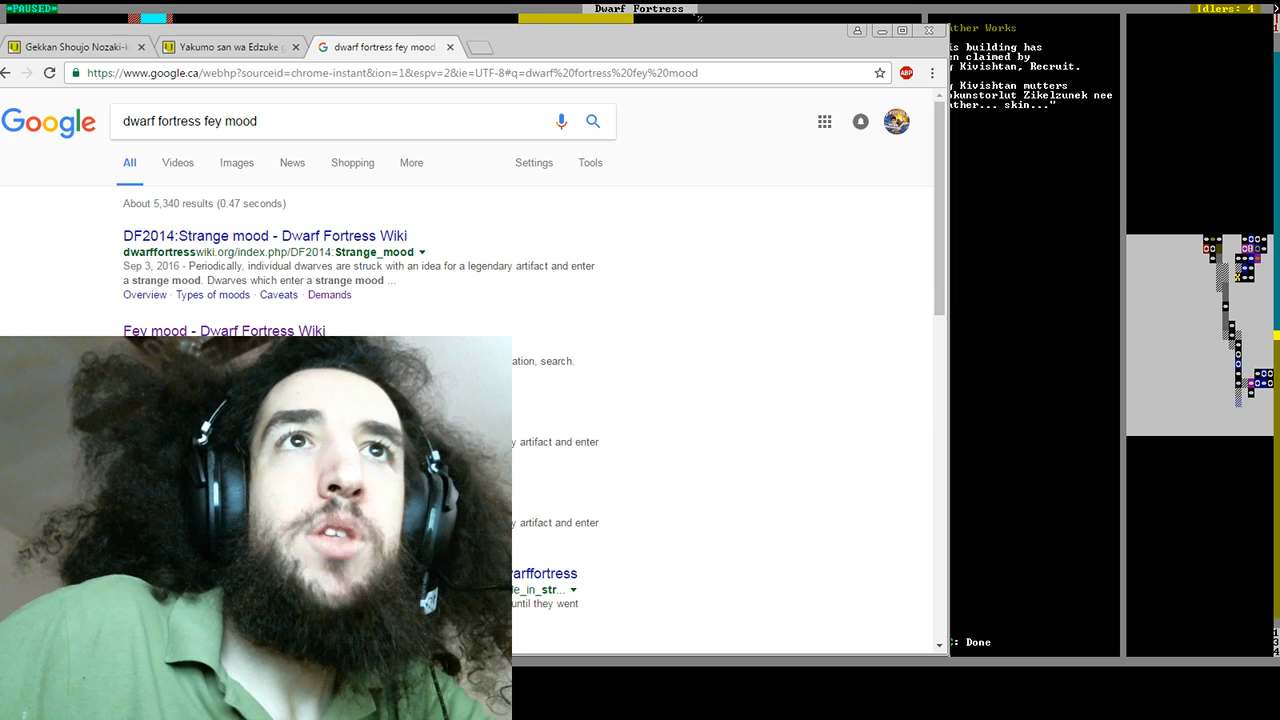 *PAUSED*
Dwarf Fortress
Idlers: 4
Gekkan Shoujo Nozaki-k
Yakumo san wa Edzuke g
dwarf fortress fey mood
https://www.google.ca/webhp?sourceid=chrome-instant&ion=1&espv=2&ie=UTF-8#q=dwarf%20fortress%20fey%20mood
ABP
Google
dwarf fortress fey mood
All
Videos
Images
News
Shopping
More
Settings
Tools
About 5,340 results (0.47 seconds)
DF2014:Strange mood - Dwarf Fortress Wiki
dwarffortresswiki.org/index.php/DF2014:Strange_mood
Sep 3, 2016 - Periodically, individual dwarves are struck with an idea for a legendary artifact and enter
a strange mood. Dwarves which enter a strange mood ...
Overview · Types of moods · Caveats · Demands
Fey mood - Dwarf Fortress Wiki
ation, search.
y artifact and enter
y artifact and enter
warffortress
le_in_str...
until they went
ather Works
is building has
en claimed by
g Kivishtan, Recruit.
g Kivishtan mutters
okunstorlut Zikelzunek nee
ather... skin..."
: Done